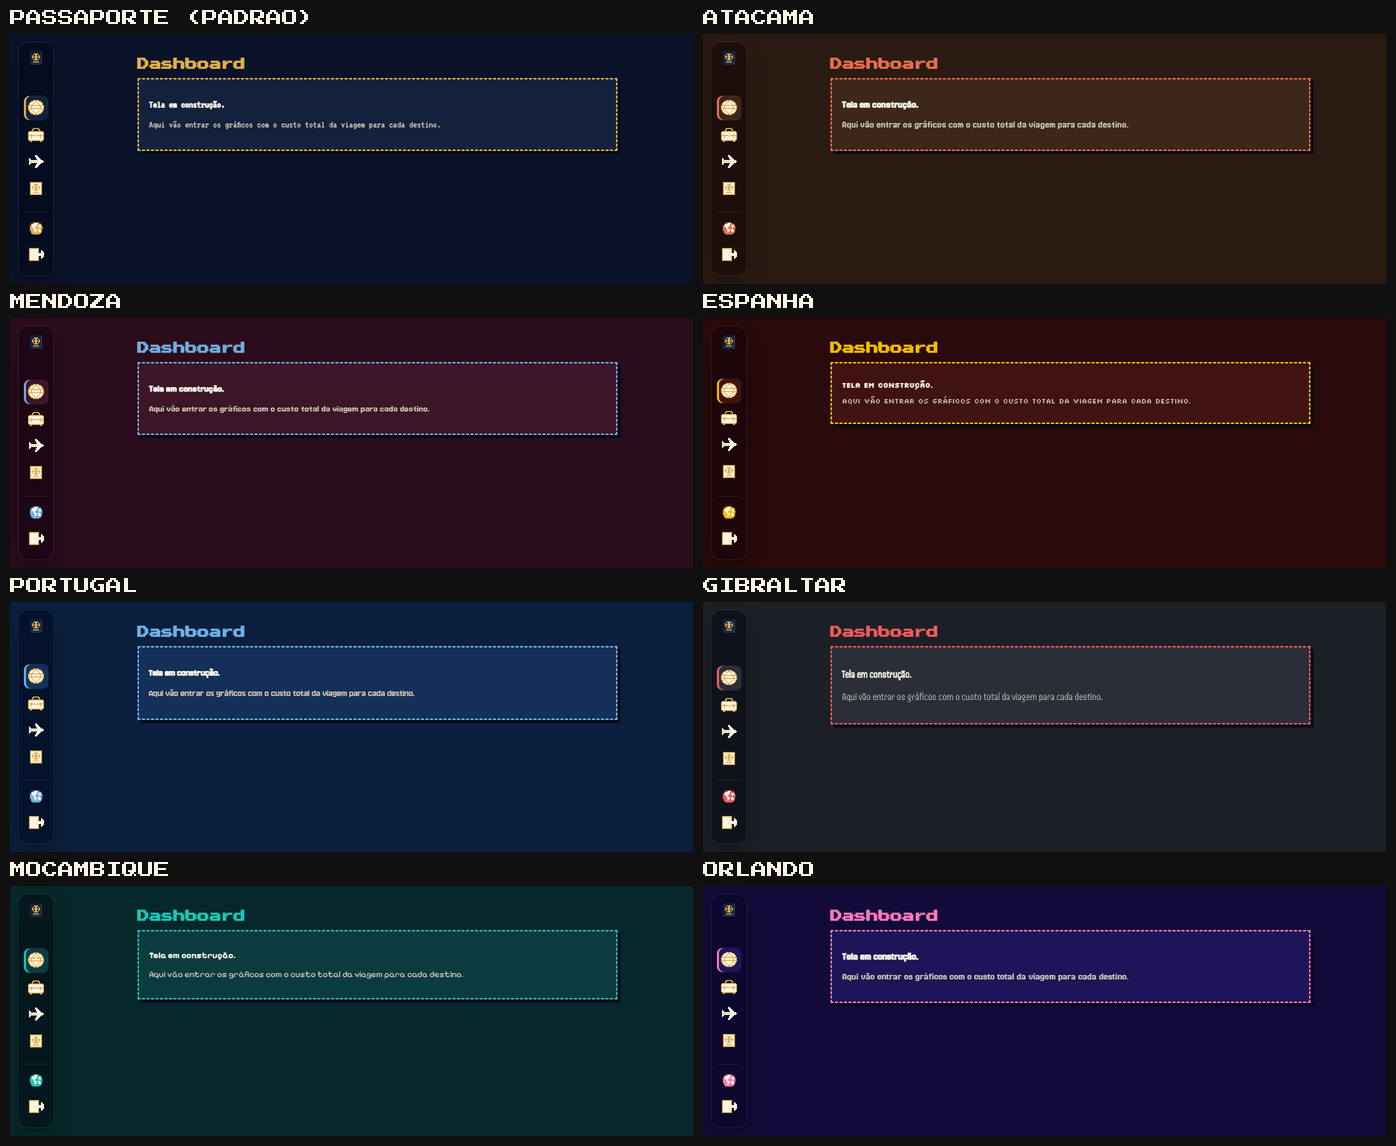 PASSAPORTE (PADRAO)
Dashboard
Tela em construção.
Aqui vão entrar os gráficos com o custo total da viagem para cada destino.
ATACAMA
Dashboard
Tela em construção.
Aqui vão entrar os gráficos com o custo total da viagem para cada destino.
MENDOZA
Dashboard
Tela em construção.
Aqui vão entrar os gráficos com o custo total da viagem para cada destino.
ESPANHA
Dashboard
TELA EM CONSTRUÇÃO.
AQUI VÃO ENTRAR OS GRÁFICOS COM O CUSTO TOTAL DA VIAGEM PARA CADA DESTINO.
PORTUGAL
Dashboard
Tela em construção.
Aqui vão entrar os gráficos com o custo total da viagem para cada destino.
GIBRALTAR
Dashboard
Tela em construção.
Aqui vão entrar os gráficos com o custo total da viagem para cada destino.
MOCAMBIQUE
Dashboard
Tela em construção.
Aqui vão entrar os gráficos com o custo total da viagem para cada destino.
ORLANDO
Dashboard
Tela em construção.
Aqui vão entrar os gráficos com o custo total da viagem para cada destino.